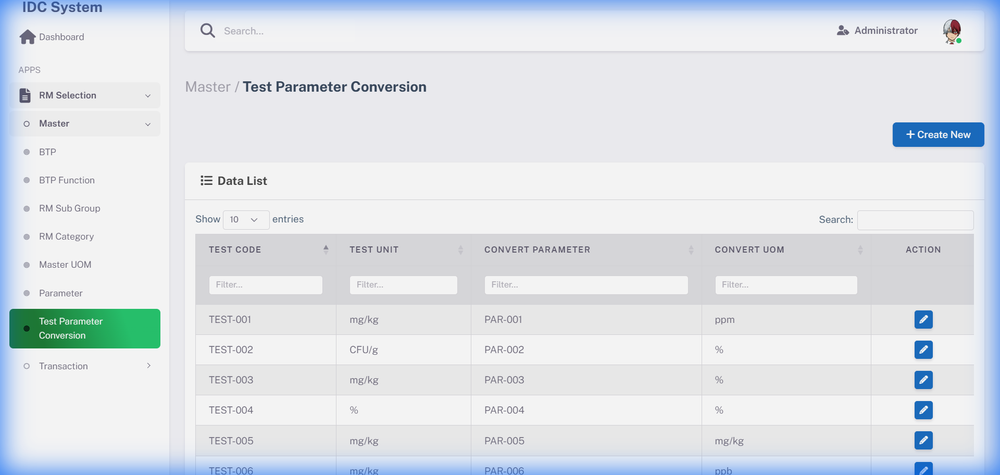 IDC System
Dashboard
APPS
RM Selection
Master
BTP
BTP Function
RM Sub Group
RM Category
Master UOM
Parameter
Test Parameter
Conversion
Transaction
Search...
Administrator
Master / Test Parameter Conversion
+ Create New
Data List
Show 10 entries
Search:
TEST CODE TEST UNIT CONVERT PARAMETER CONVERT UOM ACTION
Filter... Filter... Filter... Filter...
TEST-001 mg/kg PAR-001 ppm
TEST-002 CFU/g PAR-002 %
TEST-003 mg/kg PAR-003 %
TEST-004 % PAR-004 %
TEST-005 mg/kg PAR-005 mg/kg
TEST-006 mg/kg PAR-006 ppb